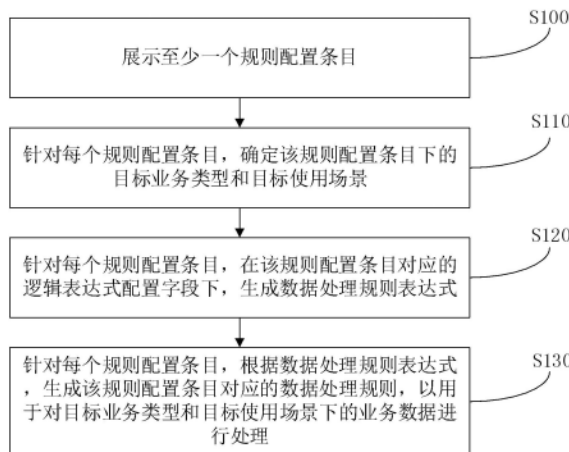 S100
展示至少一个规则配置条目
S110
针对每个规则配置条目，确定该规则配置条目下的
目标业务类型和目标使用场景
S120
针对每个规则配置条目，在该规则配置条目对应的
逻辑表达式配置字段下，生成数据处理规则表达式
S130
针对每个规则配置条目，根据数据处理规则表达式
，生成该规则配置条目对应的数据处理规则，以用
于对目标业务类型和目标使用场景下的业务数据进
行处理